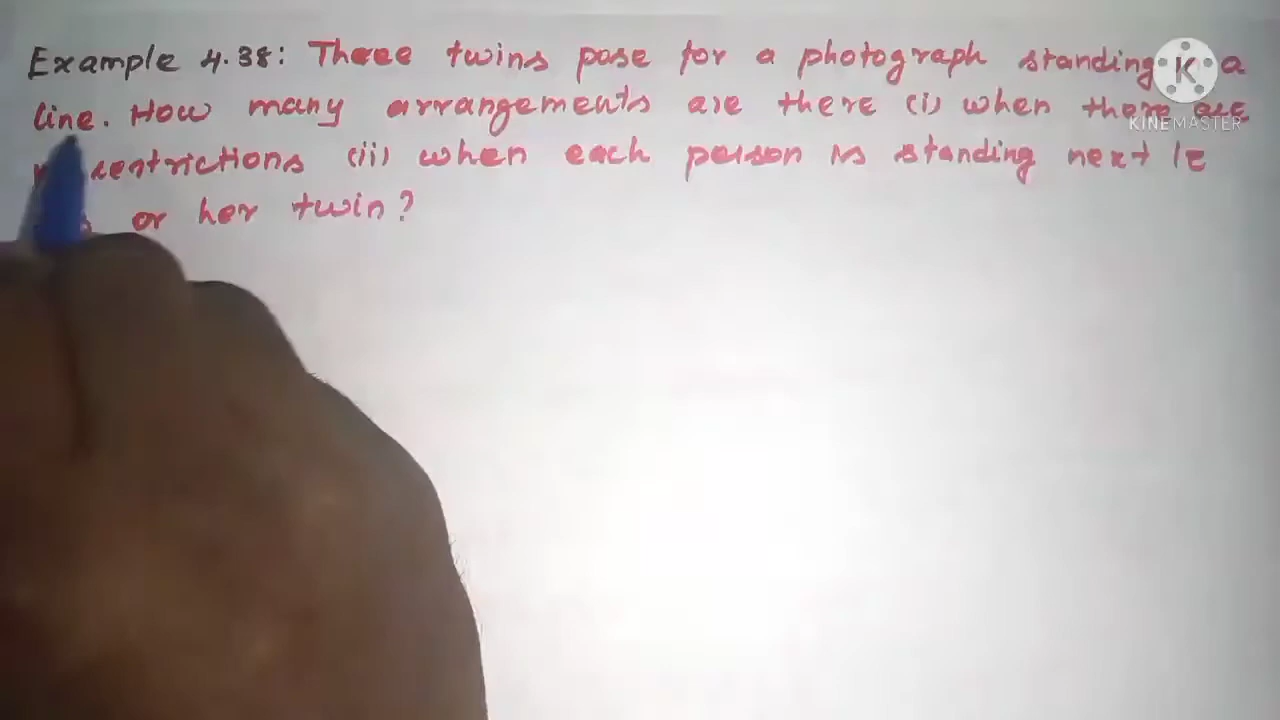 Example 4.38: Three twins pose for a photograph standing a
line. How many arrangements are there (i) when there are
restrictions (ii) when each person is standing next to
or her twin?
K
KINEMASTER